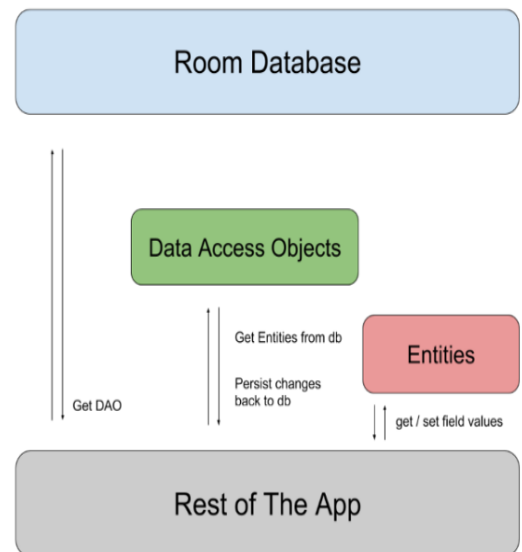 Room Database
Data Access Objects
Get Entities from db
Persist changes
back to db
Entities
Get DAO
get / set field values
Rest of The App